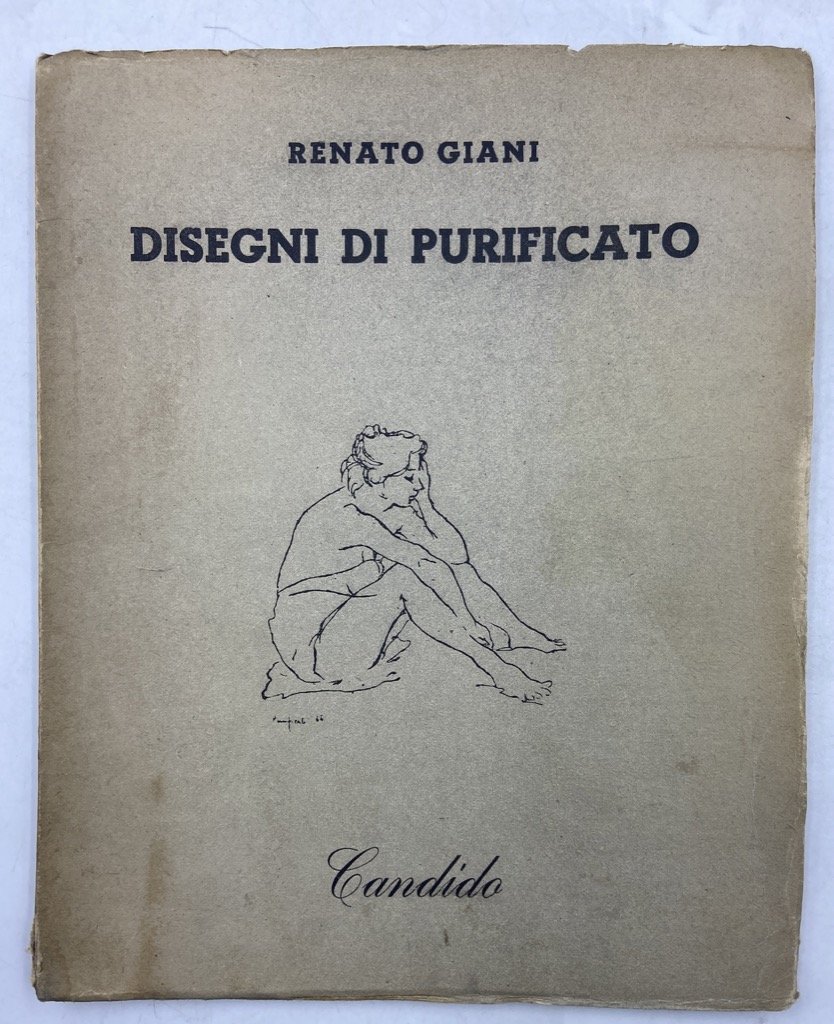 RENATO GIANI
DISEGNI DI PURIFICATO
Candido